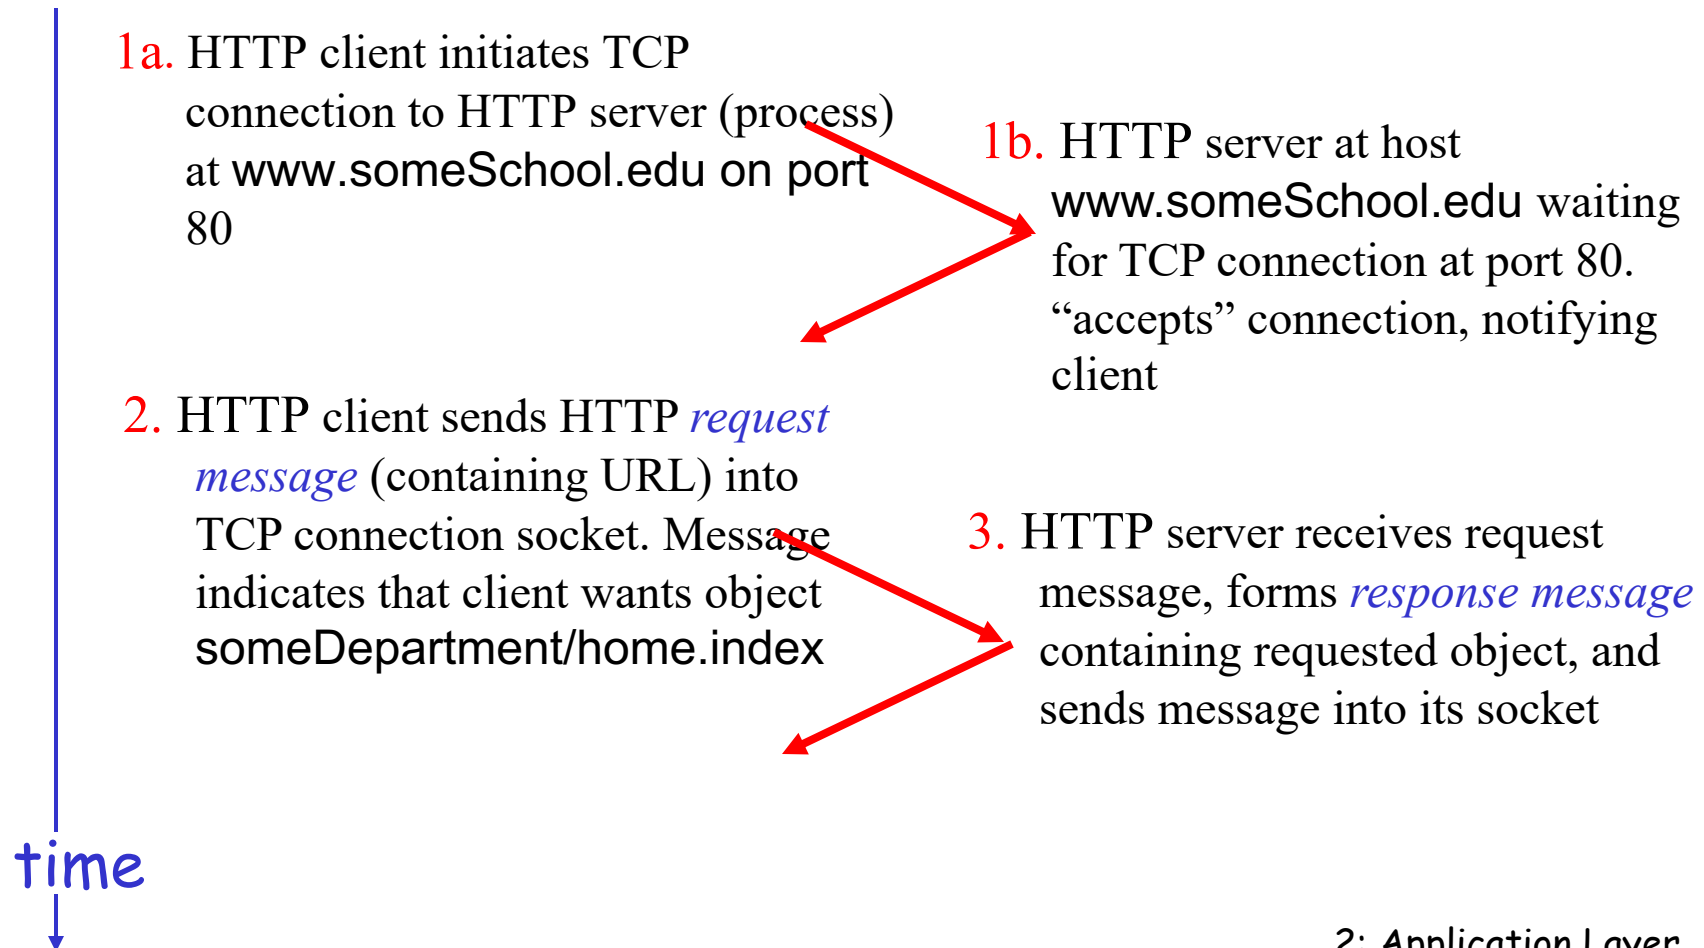 1a. HTTP client initiates TCP
connection to HTTP server (process)
at www.someSchool.edu on port
80
1b. HTTP server at host
www.someSchool.edu waiting
for TCP connection at port 80.
“accepts” connection, notifying
client
2. HTTP client sends HTTP request
message (containing URL) into
TCP connection socket. Message
indicates that client wants object
someDepartment/home.index
3. HTTP server receives request
message, forms response message
containing requested object, and
sends message into its socket
time
2: Application Layer